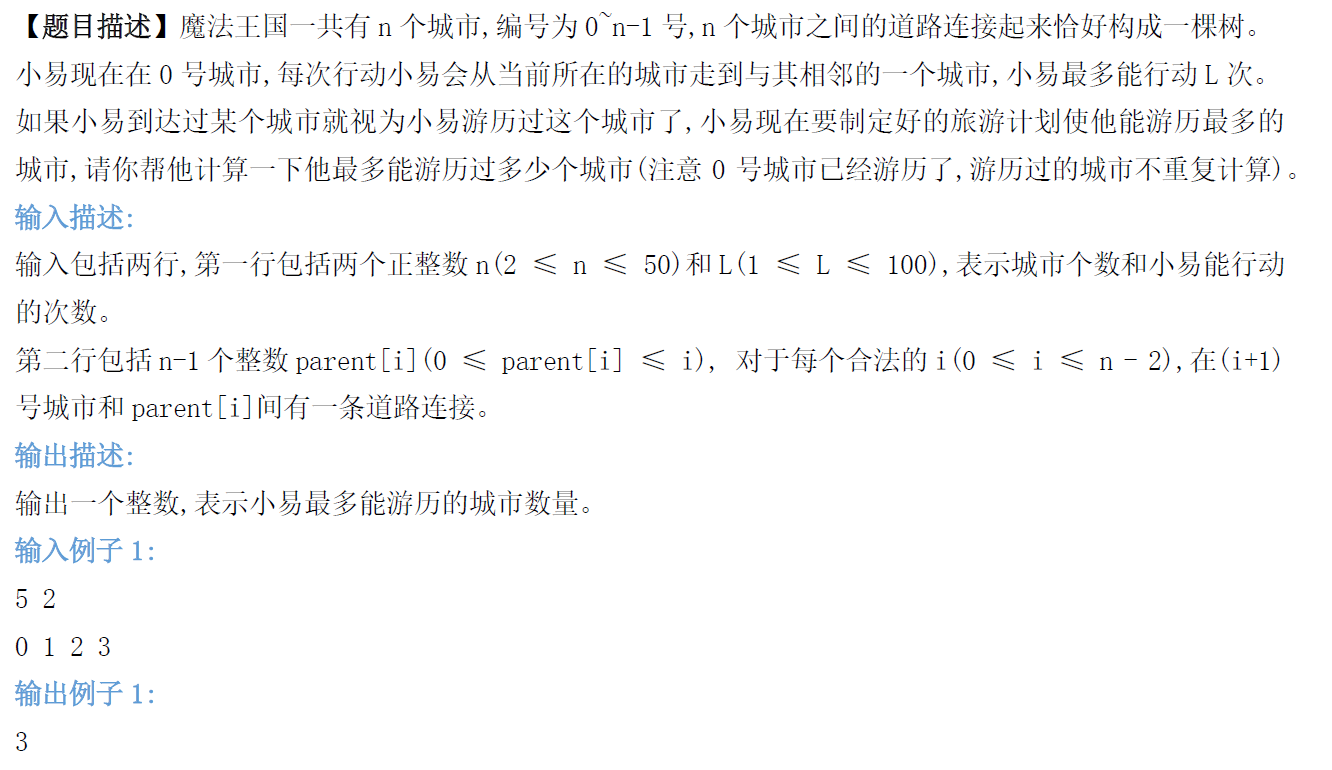 【题目描述】魔法王国一共有 n 个城市,编号为 0~n-1 号,n 个城市之间的道路连接起来恰好构成一棵树。
小易现在在 0 号城市,每次行动小易会从当前所在的城市走到与其相邻的一个城市,小易最多能行动 L 次。
如果小易到达过某个城市就视为小易游历过这个城市了,小易现在要制定好的旅游计划使他能游历最多的
城市,请你帮他计算一下他最多能游历过多少个城市(注意 0 号城市已经游历了,游历过的城市不重复计算)。
输入描述:
输入包括两行,第一行包括两个正整数 n(2 ≤ n ≤ 50)和 L(1 ≤ L ≤ 100),表示城市个数和小易能行动
的次数。
第二行包括 n-1 个整数 parent[i](0 ≤ parent[i] ≤ i), 对于每个合法的 i(0 ≤ i ≤ n - 2),在(i+1)
号城市和 parent[i]间有一条道路连接。
输出描述:
输出一个整数,表示小易最多能游历的城市数量。
输入例子 1:
5 2
0 1 2 3
输出例子 1:
3